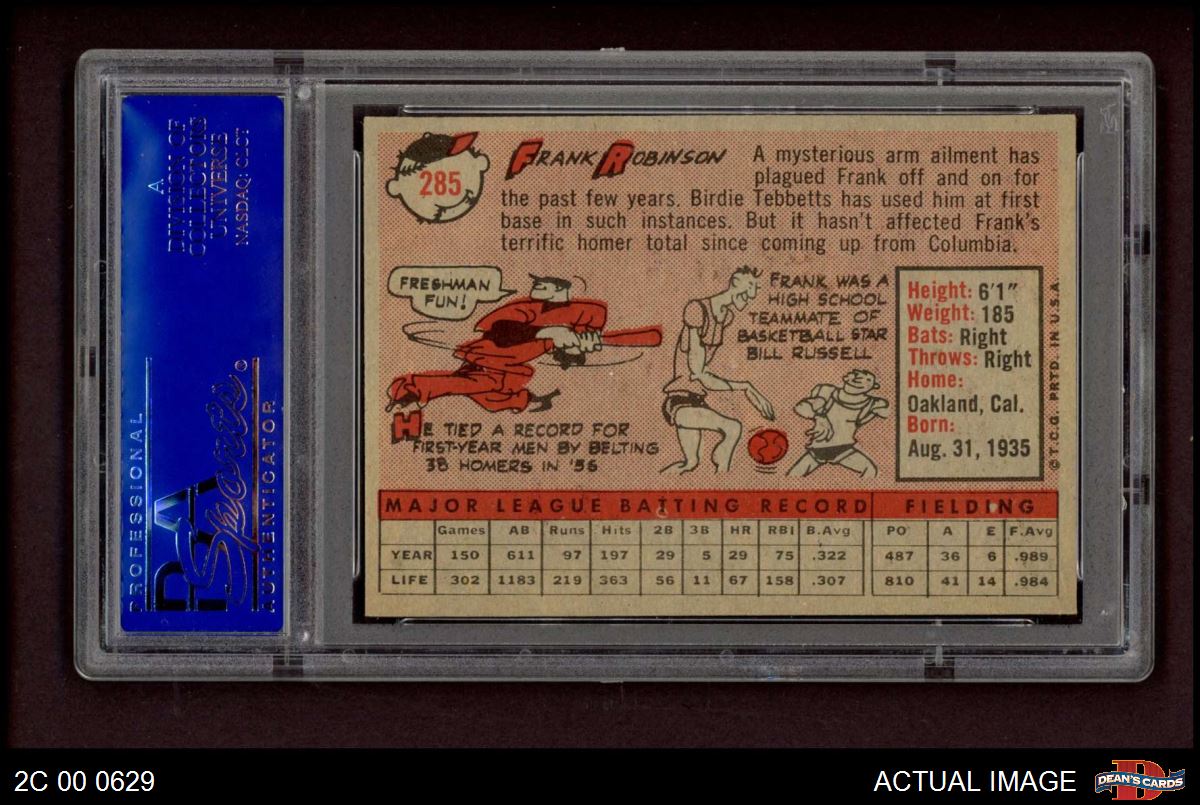 A
DIVISION OF
COLLECTORS
UNIVERSE
NASDAQ: CLCT
PROFESSIONAL
PSA
Sports
AUTHENTICATOR
285
FRANK ROBINSON
A mysterious arm ailment has
plagued Frank off and on for
the past few years. Birdie Tebbetts has used him at first
base in such instances. But it hasn't affected Frank's
terrific homer total since coming up from Columbia.
FRESHMAN
FUN!
HE TIED A RECORD FOR
FIRST-YEAR MEN BY BELTING
38 HOMERS IN '56
FRANK WAS A
HIGH SCHOOL
TEAMMATE OF
BASKETBALL STAR
BILL RUSSELL
Height: 6'1"
Weight: 185
Bats: Right
Throws: Right
Home:
Oakland, Cal.
Born:
Aug. 31, 1935
© T.C.G. PRTD. IN U.S.A.
MAJOR LEAGUE BATTING RECORD FIELDING
Games AB Runs Hits 2B 3B HR RBI B.Avg PO A E F.Avg
YEAR 150 611 97 197 29 5 29 75 .322 487 36 6 .989
LIFE 302 1183 219 363 56 11 67 158 .307 810 41 14 .984
2C 00 0629
ACTUAL IMAGE
DEAN'S CARDS